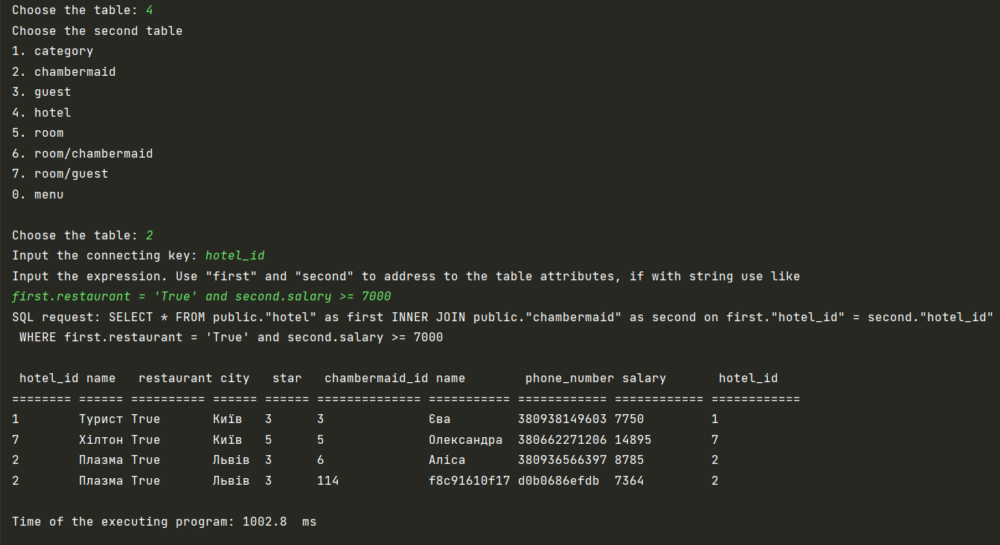 Choose the table: 4
Choose the second table
1. category
2. chambermaid
3. guest
4. hotel
5. room
6. room/chambermaid
7. room/guest
0. menu
Choose the table: 2
Input the connecting key: hotel_id
Input the expression. Use "first" and "second" to address to the table attributes, if with string use like
first.restaurant = 'True' and second.salary >= 7000
SQL request: SELECT * FROM public."hotel" as first INNER JOIN public."chambermaid" as second on first."hotel_id" = second."hotel_id"
WHERE first.restaurant = 'True' and second.salary >= 7000
hotel_id name restaurant city star chambermaid_id name phone_number salary hotel_id
======== ====== ========== ====== ====== ============== =========== ============ ============ ============
1 Турист True Київ 3 3 Єва 380938149603 7750 1
7 Хілтон True Київ 5 5 Олександра 380662271206 14895 7
2 Плазма True Львів 3 6 Аліса 380936566397 8785 2
2 Плазма True Львів 3 114 f8c91610f17 d0b0686efdb 7364 2
Time of the executing program: 1002.8 ms